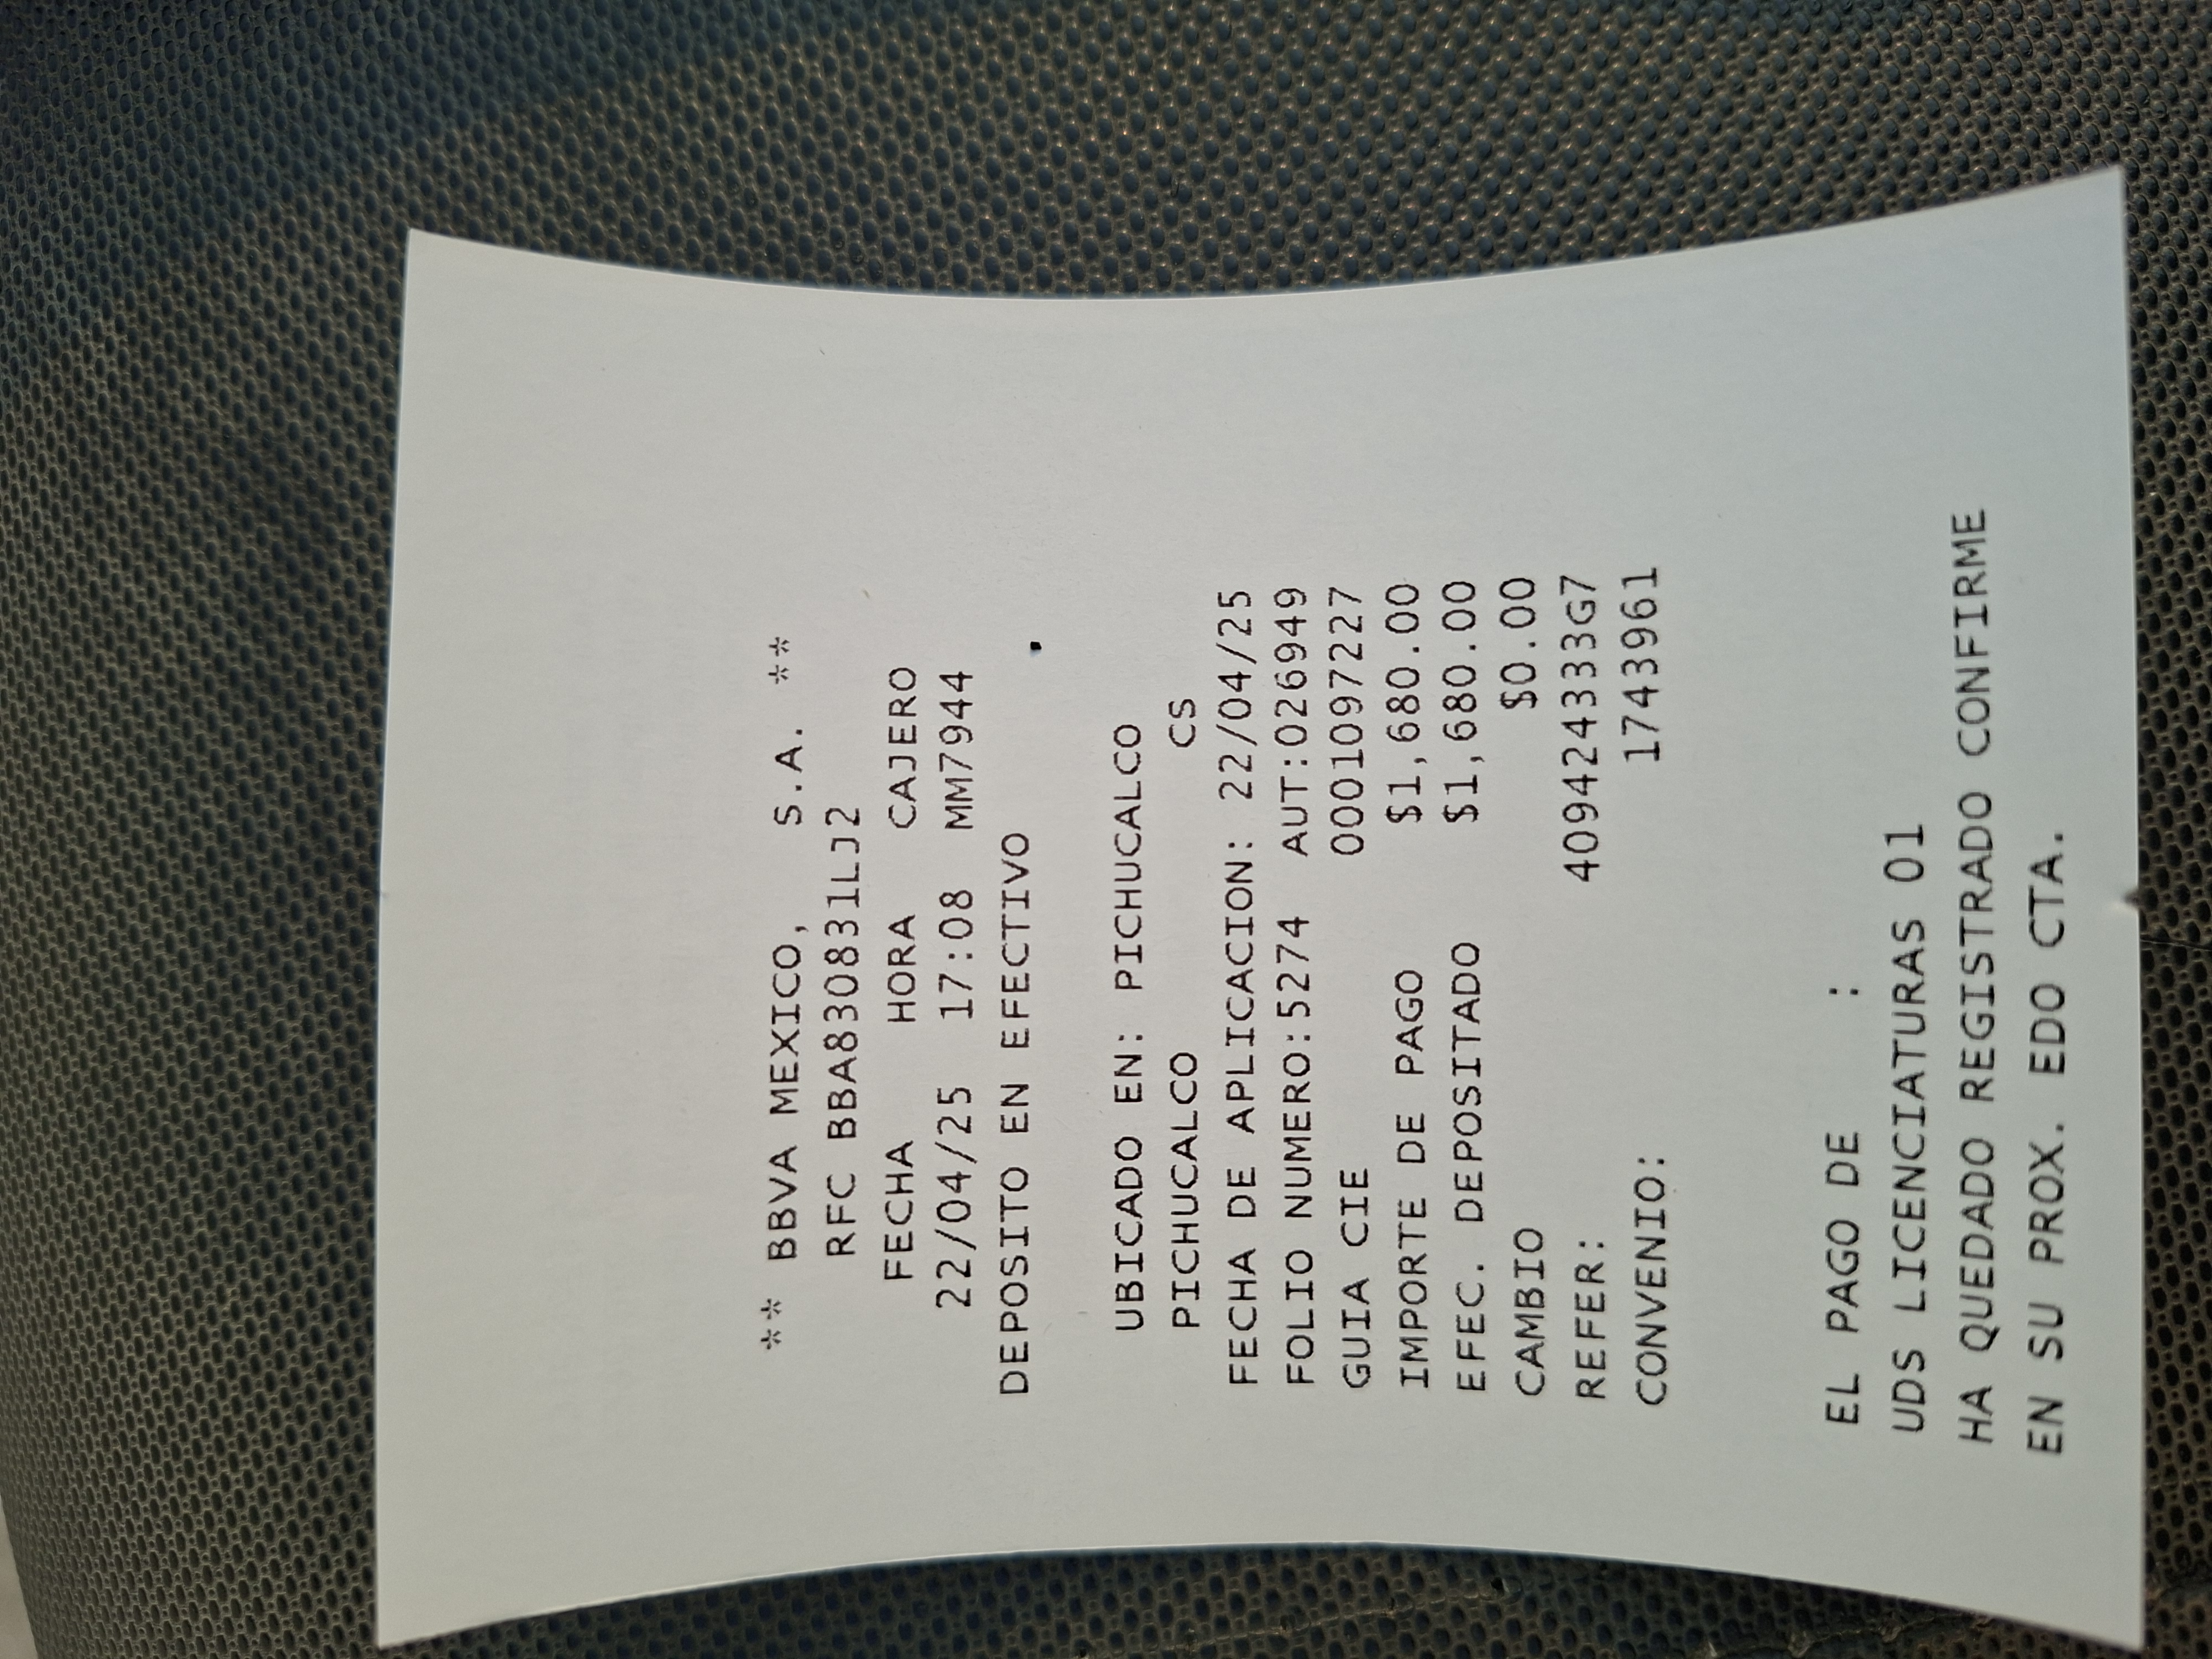 ** BBVA MEXICO, S.A. **
RFC BBA830831LJ2
FECHA HORA CAJERO
22/04/25 17:08 MM7944
DEPOSITO EN EFECTIVO
UBICADO EN: PICHUCALCO
PICHUCALCO CS
FECHA DE APLICACION: 22/04/25
FOLIO NUMERO:5274 AUT:026949
GUIA CIE 0001097227
IMPORTE DE PAGO $1,680.00
EFEC. DEPOSITADO $1,680.00
CAMBIO $0.00
REFER: 409424333G7
CONVENIO: 1743961
EL PAGO DE :
UDS LICENCIATURAS 01
HA QUEDADO REGISTRADO CONFIRME
EN SU PROX. EDO CTA.